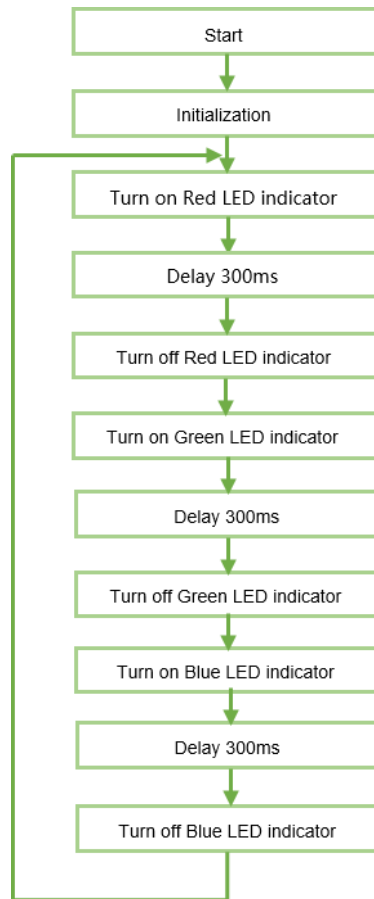 Start
Initialization
Turn on Red LED indicator
Delay 300ms
Turn off Red LED indicator
Turn on Green LED indicator
Delay 300ms
Turn off Green LED indicator
Turn on Blue LED indicator
Delay 300ms
Turn off Blue LED indicator